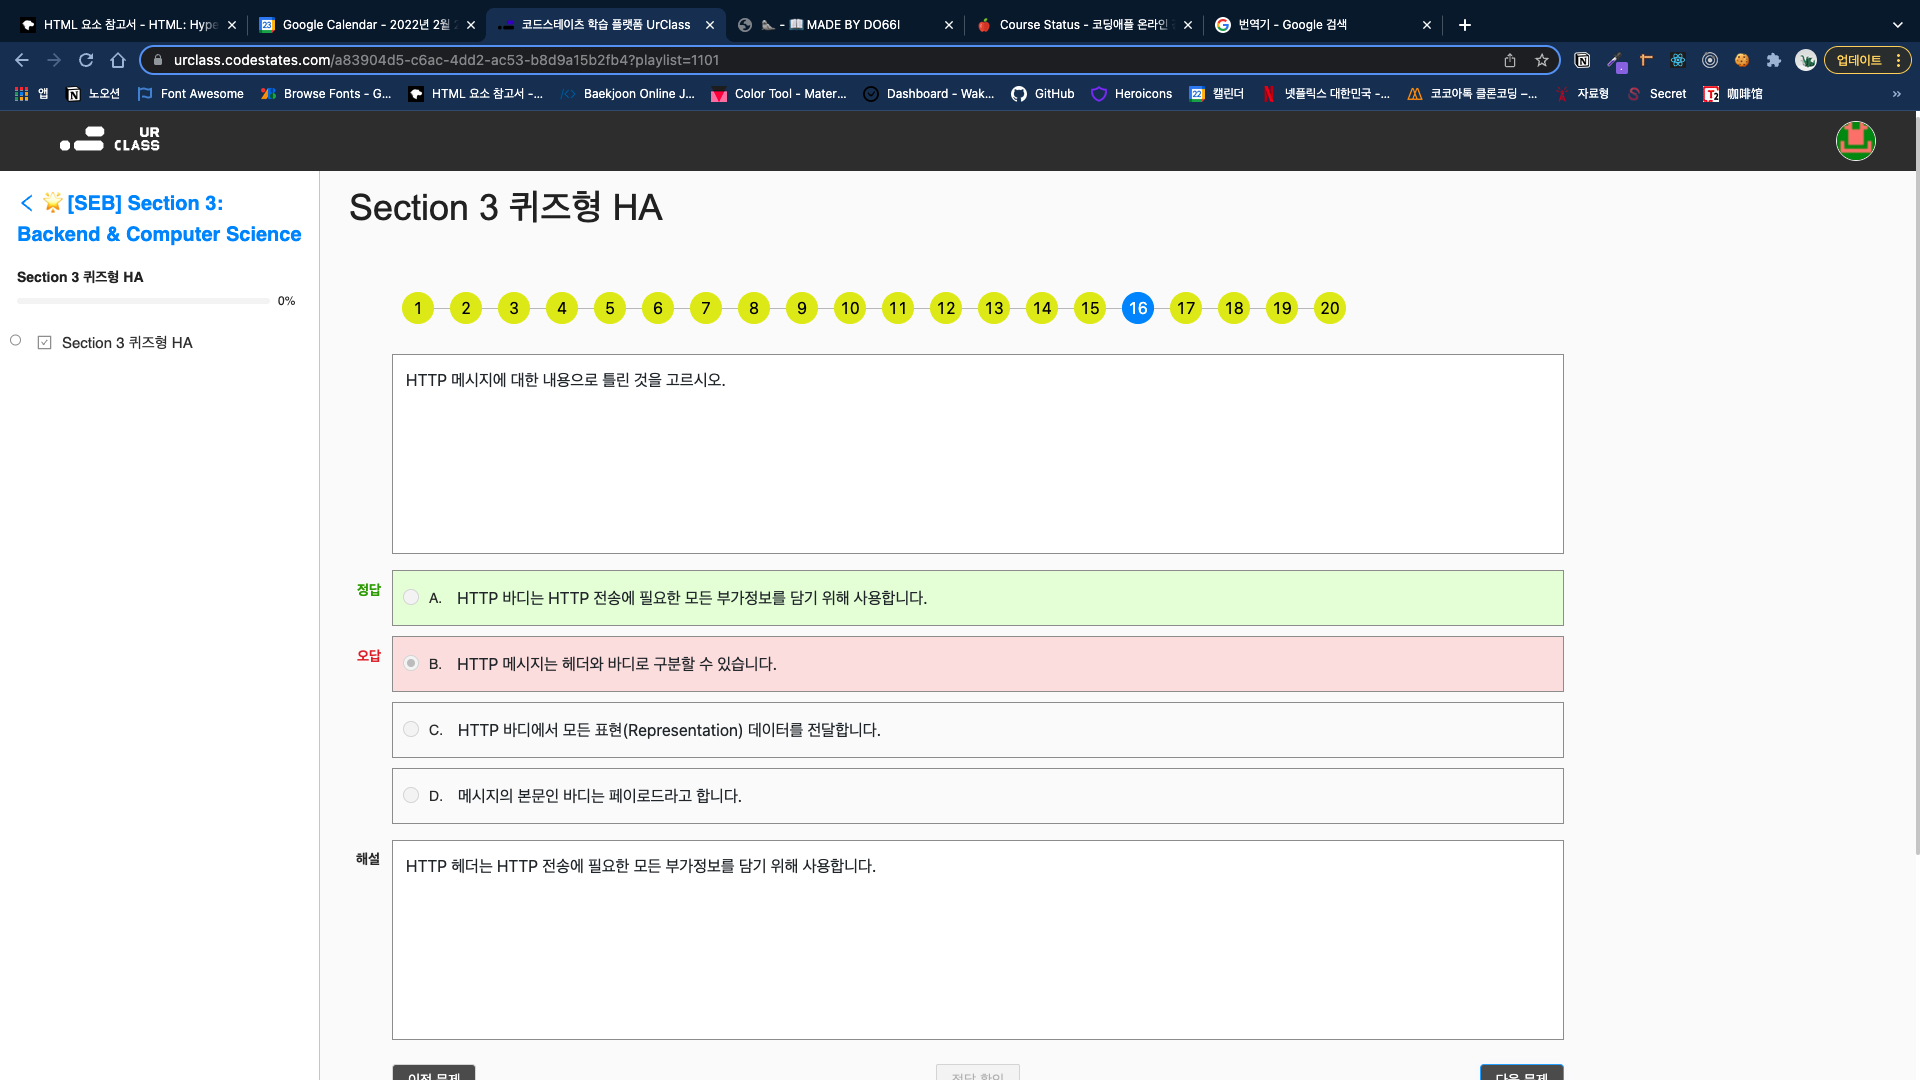 HTML 요소 참고서 - HTML: Hype
Google Calendar - 2022년 2월 2
코드스테이츠 학습 플랫폼 UrClass
- 📖 MADE BY DO66I
Course Status - 코딩애플 온라인
번역기 - Google 검색
urclass.codestates.com/a83904d5-c6ac-4dd2-ac53-b8d9a15b2fb4?playlist=1101
업데이트
앱
노오션
Font Awesome
Browse Fonts - G...
HTML 요소 참고서 -...
Baekjoon Online J...
Color Tool - Mater...
Dashboard - Wak...
GitHub
Heroicons
캘린더
넷플릭스 대한민국 -...
코코아톡 클론코딩 –...
자료형
Secret
咖啡馆
UR
CLASS
🌟[SEB] Section 3:
Backend & Computer Science
Section 3 퀴즈형 HA
0%
Section 3 퀴즈형 HA
Section 3 퀴즈형 HA
1 2 3 4 5 6 7 8 9 10 11 12 13 14 15 16 17 18 19 20
HTTP 메시지에 대한 내용으로 틀린 것을 고르시오.
정답
A. HTTP 바디는 HTTP 전송에 필요한 모든 부가정보를 담기 위해 사용합니다.
오답
B. HTTP 메시지는 헤더와 바디로 구분할 수 있습니다.
C. HTTP 바디에서 모든 표현(Representation) 데이터를 전달합니다.
D. 메시지의 본문인 바디는 페이로드라고 합니다.
해설
HTTP 헤더는 HTTP 전송에 필요한 모든 부가정보를 담기 위해 사용합니다.
이전 문제
정답 확인
다음 문제